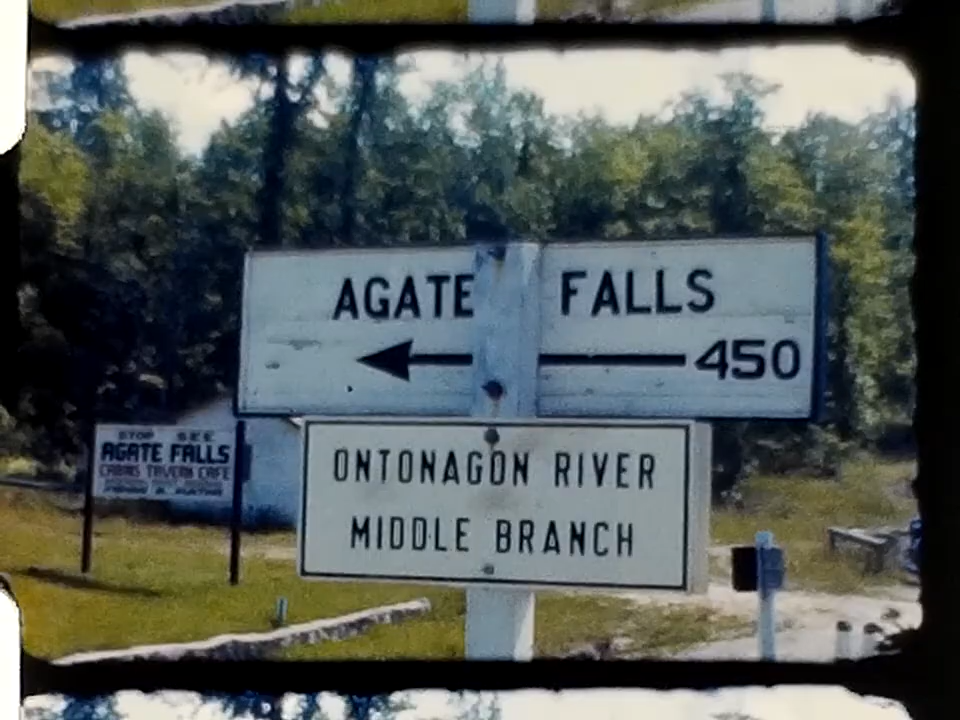 AGATE FALLS
450
ONTONAGON RIVER
MIDDLE BRANCH
STOP SEE
AGATE FALLS
CABINS TAVERN CAFE